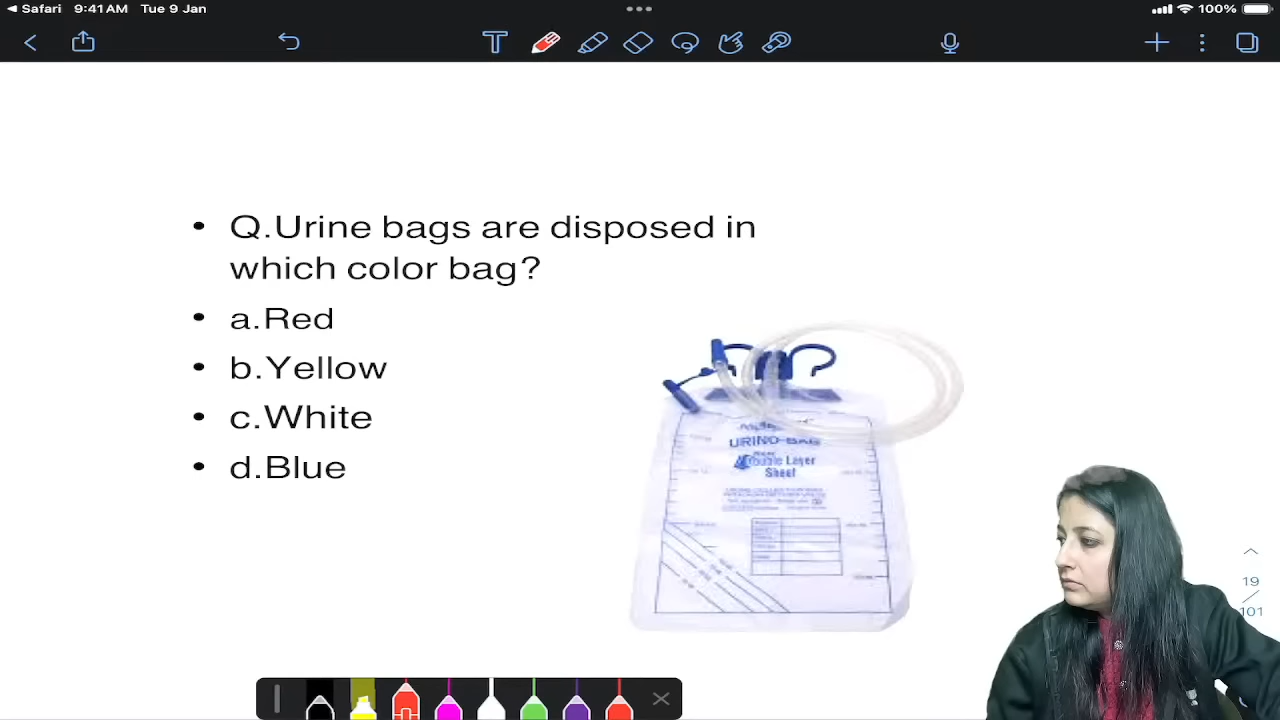 Safari 9:41 AM Tue 9 Jan
100%
• Q.Urine bags are disposed in
which color bag?
• a.Red
• b.Yellow
• c.White
• d.Blue
URINO BAG
Double Layer
Sheet
19
101